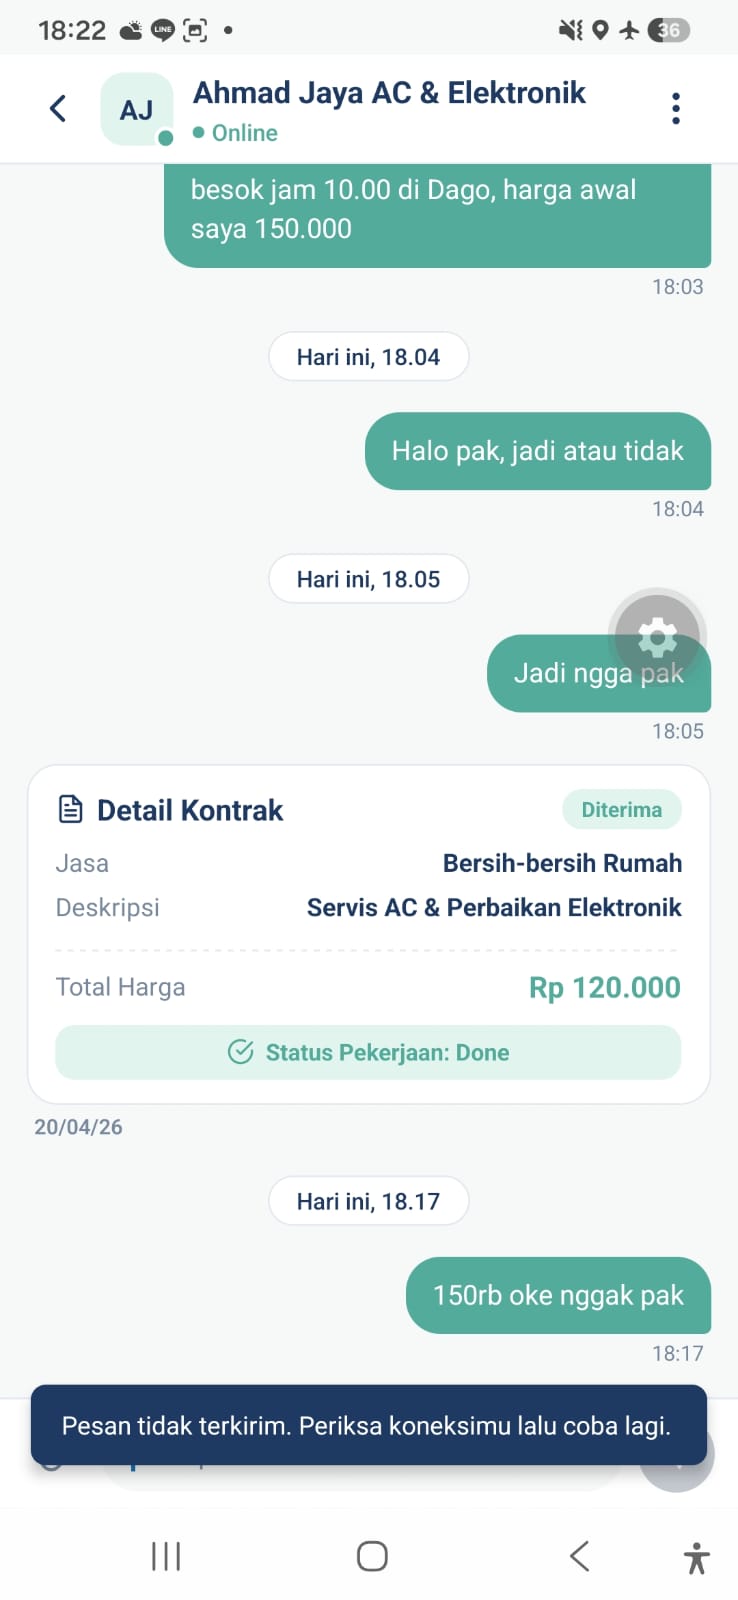 18:22 LINE 36
AJ
Ahmad Jaya AC & Elektronik
Online
besok jam 10.00 di Dago, harga awal
saya 150.000
18:03
Hari ini, 18.04
Halo pak, jadi atau tidak
18:04
Hari ini, 18.05
Jadi ngga pak
18:05
Detail Kontrak Diterima
Jasa Bersih-bersih Rumah
Deskripsi Servis AC & Perbaikan Elektronik
Total Harga Rp 120.000
Status Pekerjaan: Done
20/04/26
Hari ini, 18.17
150rb oke nggak pak
18:17
Pesan tidak terkirim. Periksa koneksimu lalu coba lagi.